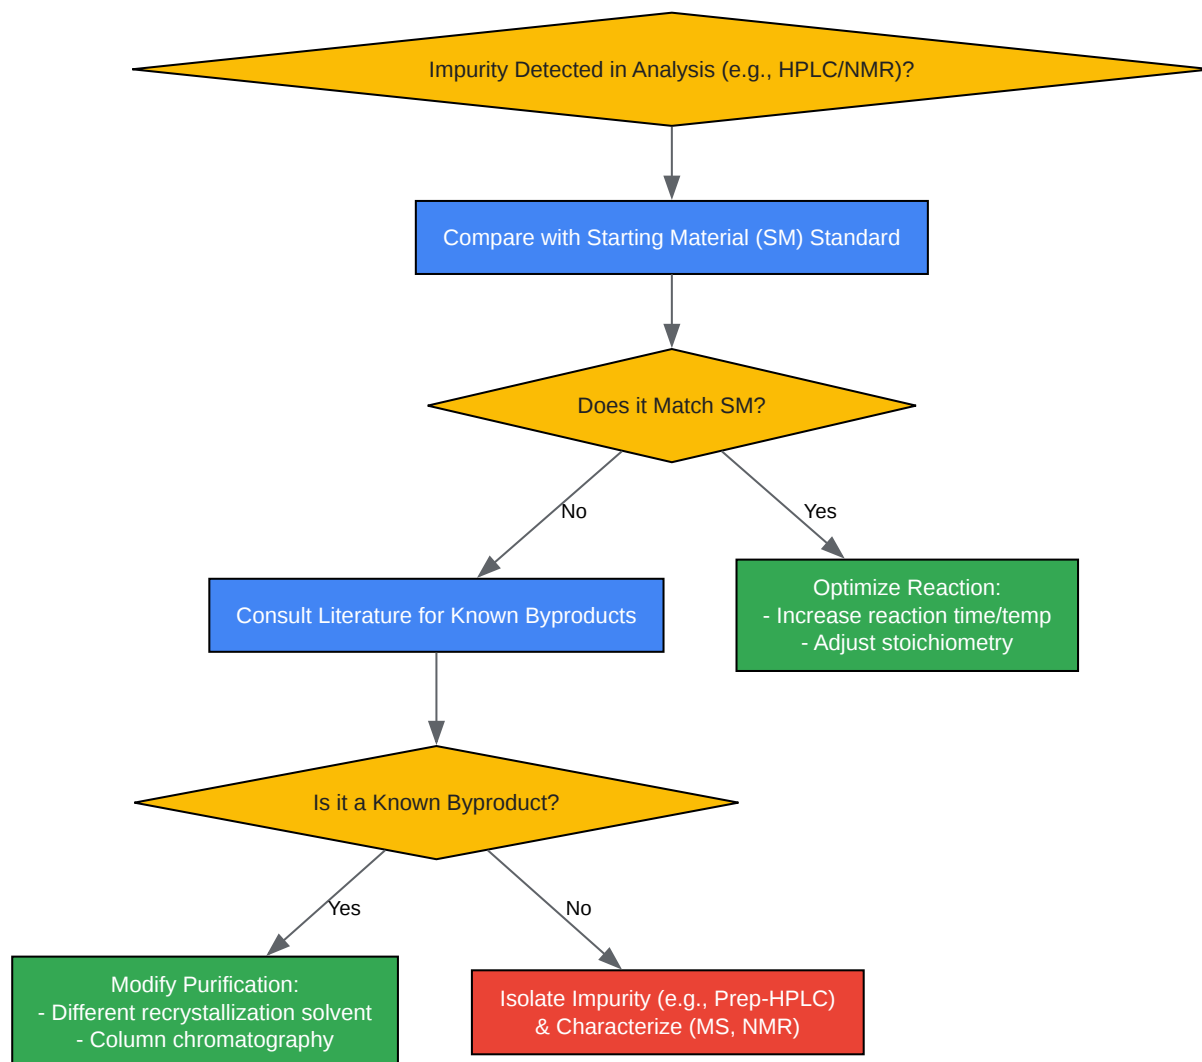 Impurity Detected in Analysis (e.g., HPLC/NMR)?
Compare with Starting Material (SM) Standard
Does it Match SM?
No
Yes
Consult Literature for Known Byproducts
Optimize Reaction:
- Increase reaction time/temp
- Adjust stoichiometry
Is it a Known Byproduct?
Yes
No
Modify Purification:
- Different recrystallization solvent
- Column chromatography
Isolate Impurity (e.g., Prep-HPLC)
& Characterize (MS, NMR)